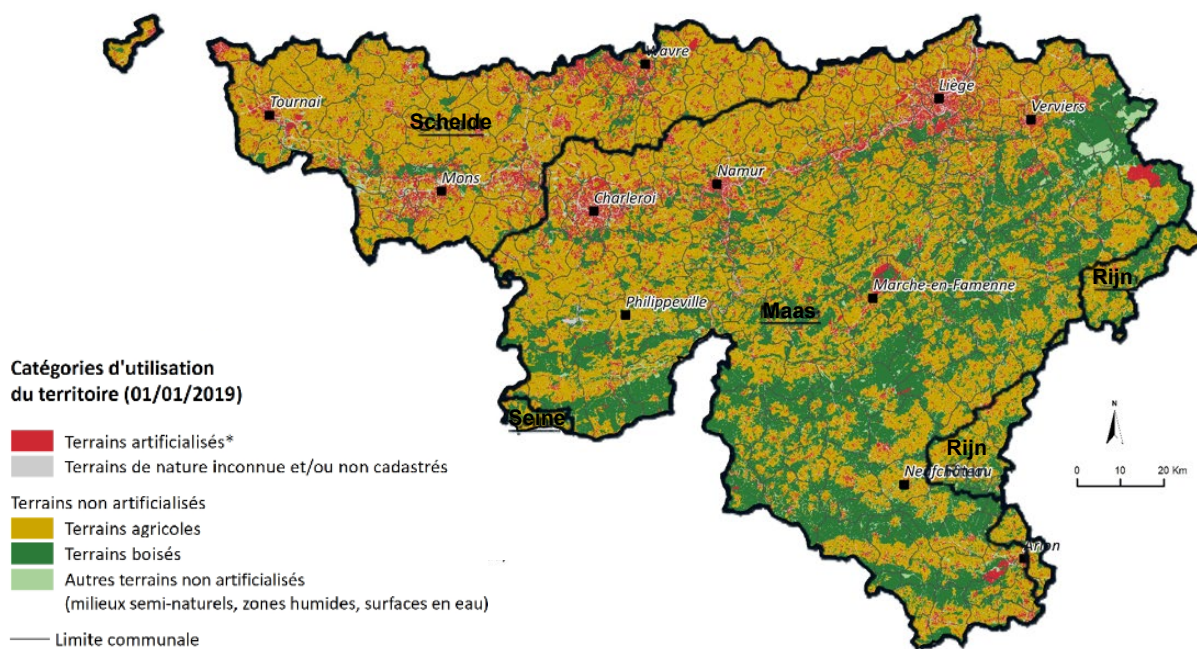 Wavre
Liège
Tournai
Verviers
Schelde
Mons
Namur
Charleroi
Rijn
Marche-en-Famenne
Philippeville
Maas
Seine
Rijn
Neufchâteau
Arlon
Catégories d'utilisation
du territoire (01/01/2019)
Terrains artificialisés*
Terrains de nature inconnue et/ou non cadastrés
Terrains non artificialisés
Terrains agricoles
Terrains boisés
Autres terrains non artificialisés
(milieux semi-naturels, zones humides, surfaces en eau)
Limite communale
N
0 10 20 Km